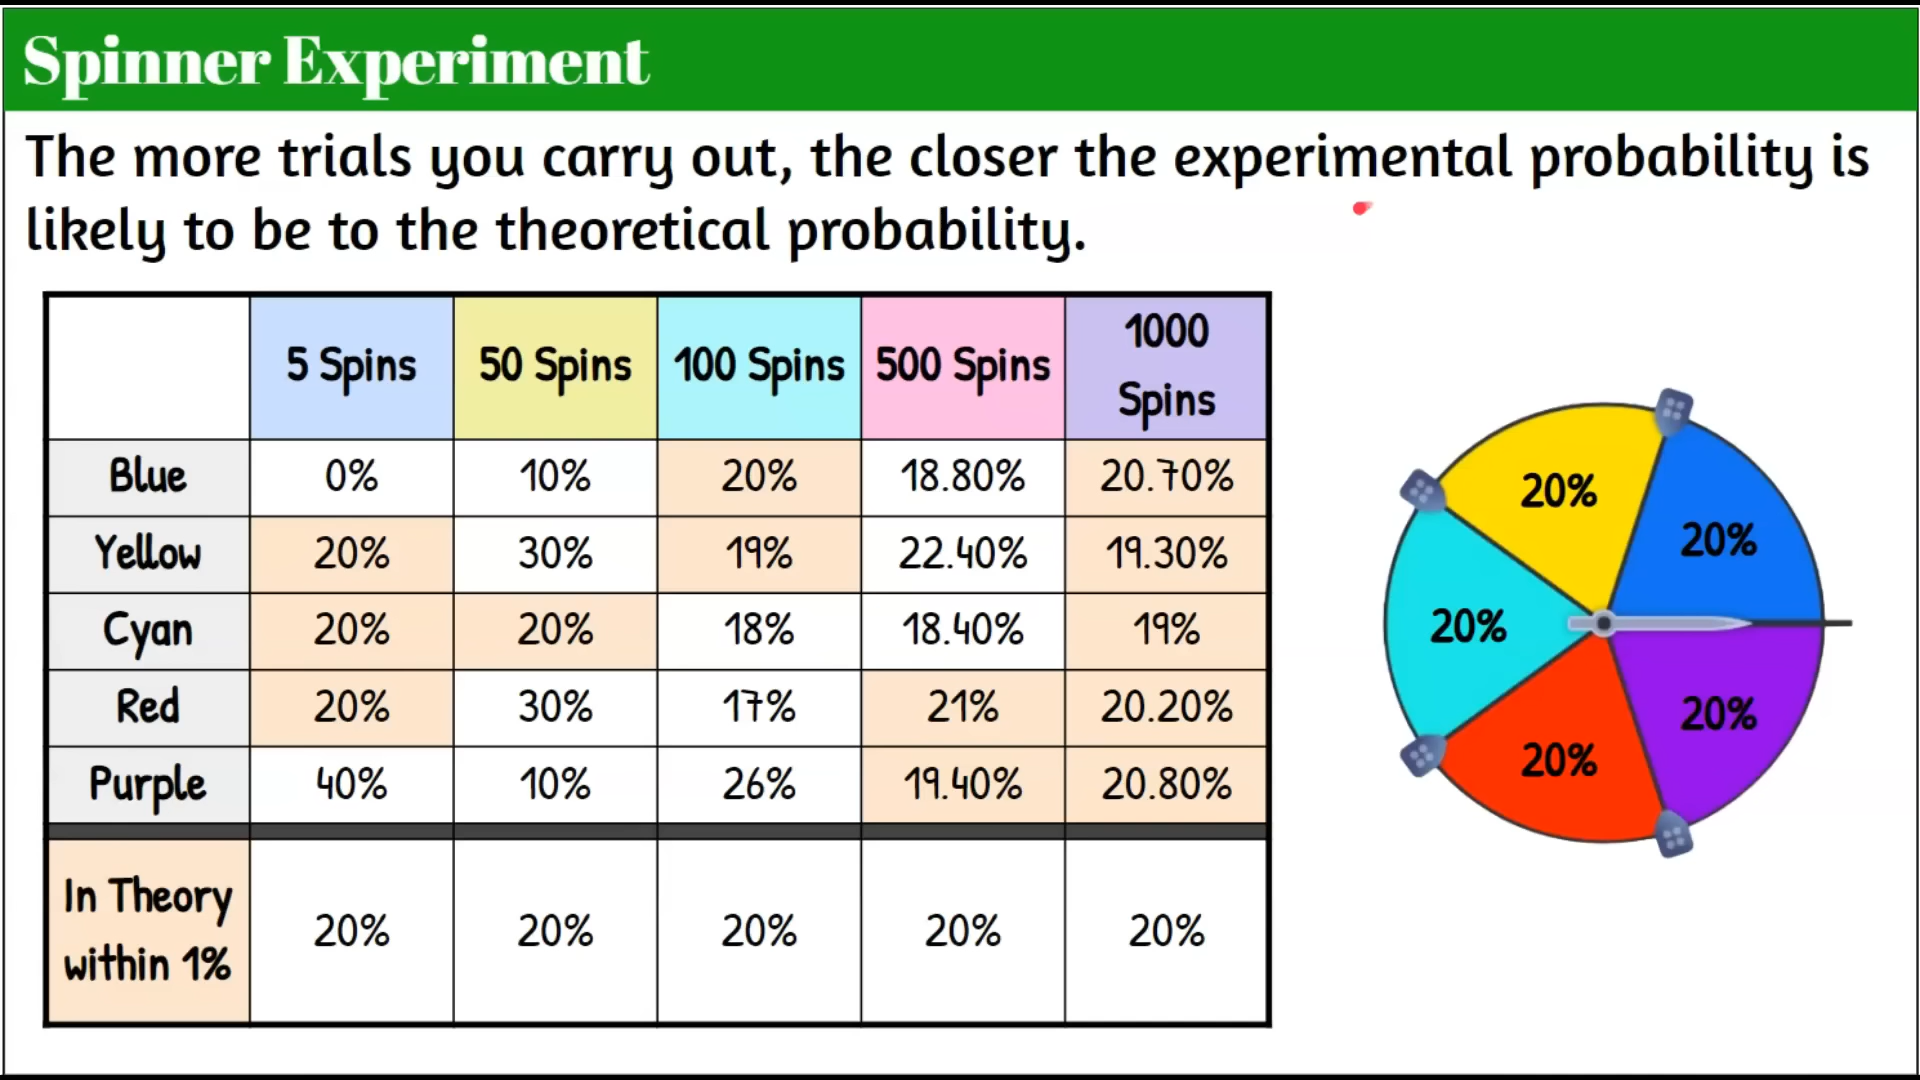 Spinner Experiment
The more trials you carry out, the closer the experimental probability is
likely to be to the theoretical probability.
5 Spins 50 Spins 100 Spins 500 Spins 1000 Spins
Blue 0% 10% 20% 18.80% 20.70%
Yellow 20% 30% 19% 22.40% 19.30%
Cyan 20% 20% 18% 18.40% 19%
Red 20% 30% 17% 21% 20.20%
Purple 40% 10% 26% 19.40% 20.80%
In Theory within 1% 20% 20% 20% 20% 20%
20%
20%
20%
20%
20%